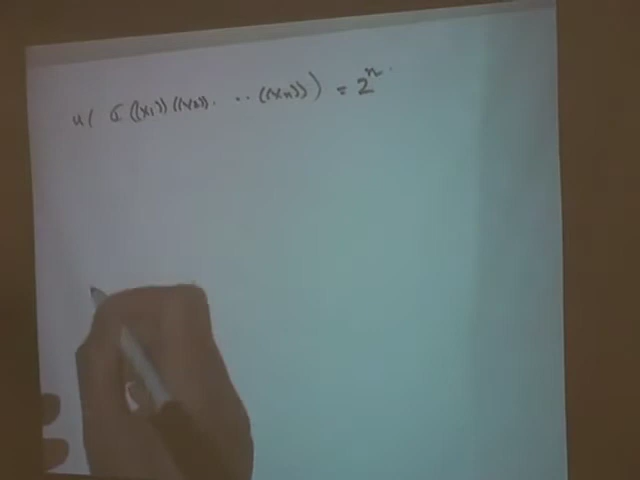 u( σ((x₁))((x₂)). ..((xₙ))) = 2ⁿ.